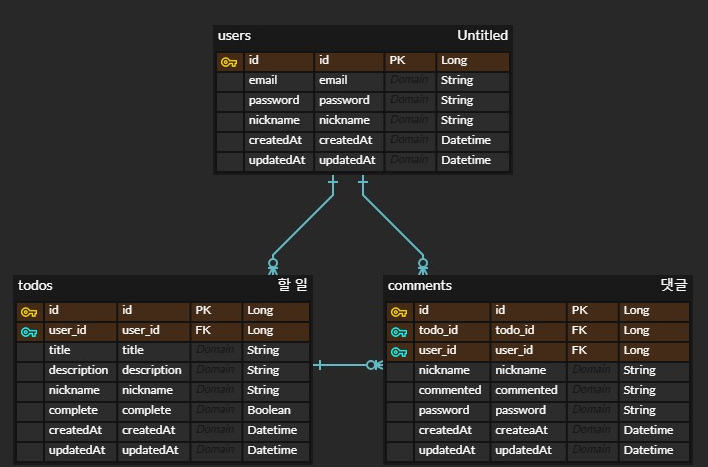 users Untitled
id id PK Long
email email Domain String
password password Domain String
nickname nickname Domain String
createdAt createdAt Domain Datetime
updatedAt updatedAt Domain Datetime
todos 할 일
id id PK Long
user_id user_id FK Long
title title Domain String
description description Domain String
nickname nickname Domain String
complete complete Domain Boolean
createdAt createdAt Domain Datetime
updatedAt updatedAt Domain Datetime
comments 댓글
id id PK Long
todo_id todo_id FK Long
user_id user_id FK Long
nickname nickname Domain String
commented commented Domain String
password password Domain String
createdAt createaAt Domain Datetime
updatedAt updatedAt Domain Datetime